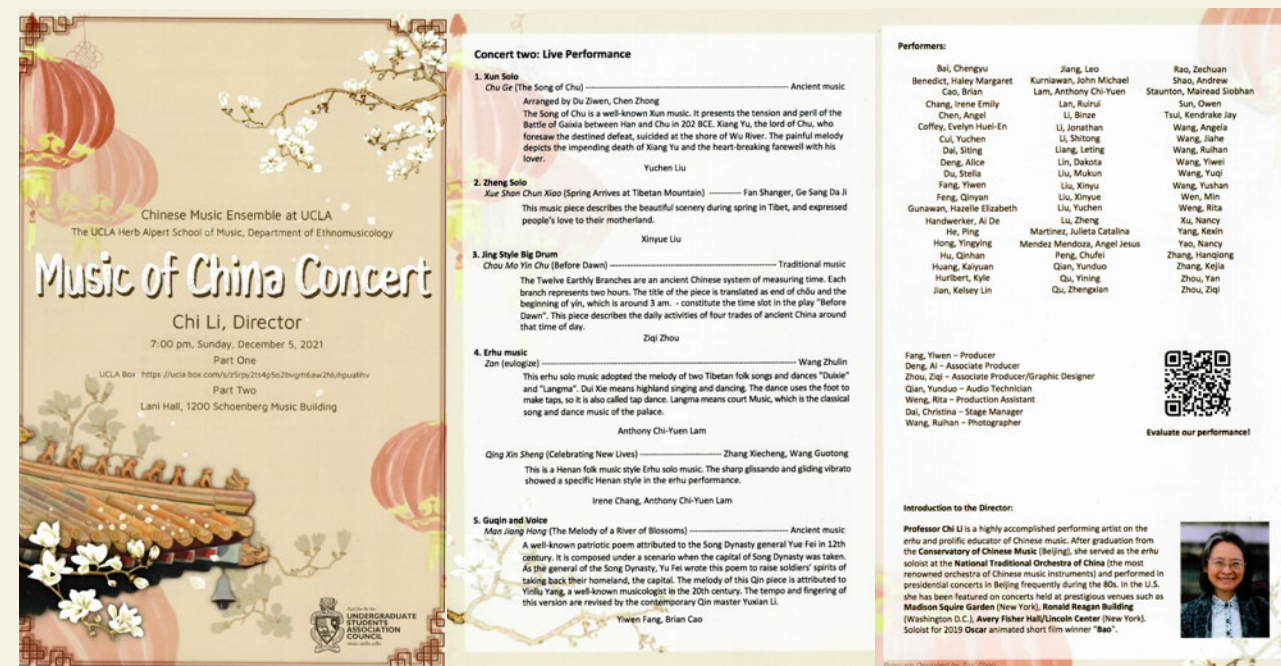 Chinese Music Ensemble at UCLA
The UCLA Herb Alpert School of Music, Department of Ethnomusicology
Music of China Concert
Chi Li, Director
7:00 pm, Sunday, December 5, 2021
Part One
UCLA Box:
Part Two
Lani Hall, 1200 Schoenberg Music Building
UNDERGRADUATE
STUDENTS
ASSOCIATION
COUNCIL
Concert two: Live Performance
1. Xun Solo
Chu Ge (The Song of Chu) ---------- Ancient music
Arranged by Du Ziwen, Chen Zhong
The Song of Chu is a well-known Xun music. It presents the tension and peril of the
Battle of Gaixia between Han and Chu in 202 BCE. Xiang Yu, the lord of Chu, who
foresaw the destined defeat, suicided at the shore of Wu River. The painful melody
depicts the impending death of Xiang Yu and the heart-breaking farewell with his
lover.
Yuchen Liu
2. Zheng Solo
Xue Shan Chun Xiao (Spring Arrives at Tibetan Mountain) ---------- Fan Shanger, Ge Sang Da Ji
This music piece describes the beautiful scenery during spring in Tibet, and expressed
people's love to their motherland.
Xinyue Liu
3. Jing Style Big Drum
Chou Mo Yin Chu (Before Dawn) ---------- Traditional music
The Twelve Earthly Branches are an ancient Chinese system of measuring time. Each
branch represents two hours. The title of the piece is translated as end of chǒu and the
beginning of yín, which is around 3 am. - constitute the time slot in the play "Before
Dawn". This piece describes the daily activities of four trades of ancient China around
that time of day.
Ziqi Zhou
4. Erhu music
Zan (eulogize) ---------- Wang Zhulin
This erhu solo music adopted the melody of two Tibetan folk songs and dances "Duixie"
and "Langma". Dui Xie means highland singing and dancing. The dance uses the foot to
make taps, so it is also called tap dance. Langma means court Music, which is the classical
song and dance music of the palace.
Anthony Chi-Yuen Lam
Qing Xin Sheng (Celebrating New Lives) ---------- Zhang Xiecheng, Wang Guotong
This is a Henan folk music style Erhu solo music. The sharp glissando and gliding vibrato
showed a specific Henan style in the erhu performance.
Irene Chang, Anthony Chi-Yuen Lam
5. Guqin and Voice
Man Jiang Hong (The Melody of a River of Blossoms) ---------- Ancient music
A well-known patriotic poem attributed to the Song Dynasty general Yue Fei in 12th
century. It is composed under a scenario when the capital of Song Dynasty was taken.
As the general of the Song Dynasty, Yu Fei wrote this poem to raise soldiers' spirits of
taking back their homeland, the capital. The melody of this Qin piece is attributed to
Yinliu Yang, a well-known musicologist in the 20th century. The tempo and fingering of
this version are revised by the contemporary Qin master Yuxian Li.
Yiwen Fang, Brian Cao
Performers:
Bai, Chengyu
Benedict, Haley Margaret
Cao, Brian
Chang, Irene Emily
Chen, Angel
Coffey, Evelyn Huei-En
Cui, Yuchen
Dai, Siting
Deng, Alice
Du, Stella
Fang, Yiwen
Feng, Qinyan
Gunawan, Hazelle Elizabeth
Handwerker, Ai De
He, Ping
Hong, Yingying
Hu, Qinhan
Huang, Kaiyuan
Hurlbert, Kyle
Jian, Kelsey Lin
Jiang, Leo
Kurniawan, John Michael
Lam, Anthony Chi-Yuen
Lan, Ruirui
Li, Binze
Li, Jonathan
Li, Shitong
Liang, Leting
Lin, Dakota
Liu, Mukun
Liu, Xinyu
Liu, Xinyue
Liu, Yuchen
Lu, Zheng
Martinez, Julieta Catalina
Mendez Mendoza, Angel Jesus
Peng, Chufei
Qian, Yunduo
Qu, Yining
Qu, Zhengxian
Rao, Zechuan
Shao, Andrew
Staunton, Mairead Siobhan
Sun, Owen
Tsui, Kendrake Jay
Wang, Angela
Wang, Jiahe
Wang, Ruihan
Wang, Yiwei
Wang, Yuqi
Wang, Yushan
Wen, Min
Weng, Rita
Xu, Nancy
Yang, Kexin
Yao, Nancy
Zhang, Hanqiong
Zhang, Kejia
Zhou, Yan
Zhou, Ziqi
Fang, Yiwen – Producer
Deng, Ai – Associate Producer
Zhou, Ziqi – Associate Producer/Graphic Designer
Qian, Yunduo – Audio Technician
Weng, Rita – Production Assistant
Dai, Christina – Stage Manager
Wang, Ruihan – Photographer
Evaluate our performance!
Introduction to the Director:
Professor Chi Li is a highly accomplished performing artist on the
erhu and prolific educator of Chinese music. After graduation from
the Conservatory of Chinese Music (Beijing), she served as the erhu
soloist at the National Traditional Orchestra of China (the most
renowned orchestra of Chinese music instruments) and performed in
presidential concerts in Beijing frequently during the 80s. In the U.S.
she has been featured on concerts held at prestigious venues such as
Madison Squire Garden (New York), Ronald Reagan Building
(Washington D.C.), Avery Fisher Hall/Lincoln Center (New York).
Soloist for 2019 Oscar animated short film winner "Bao".